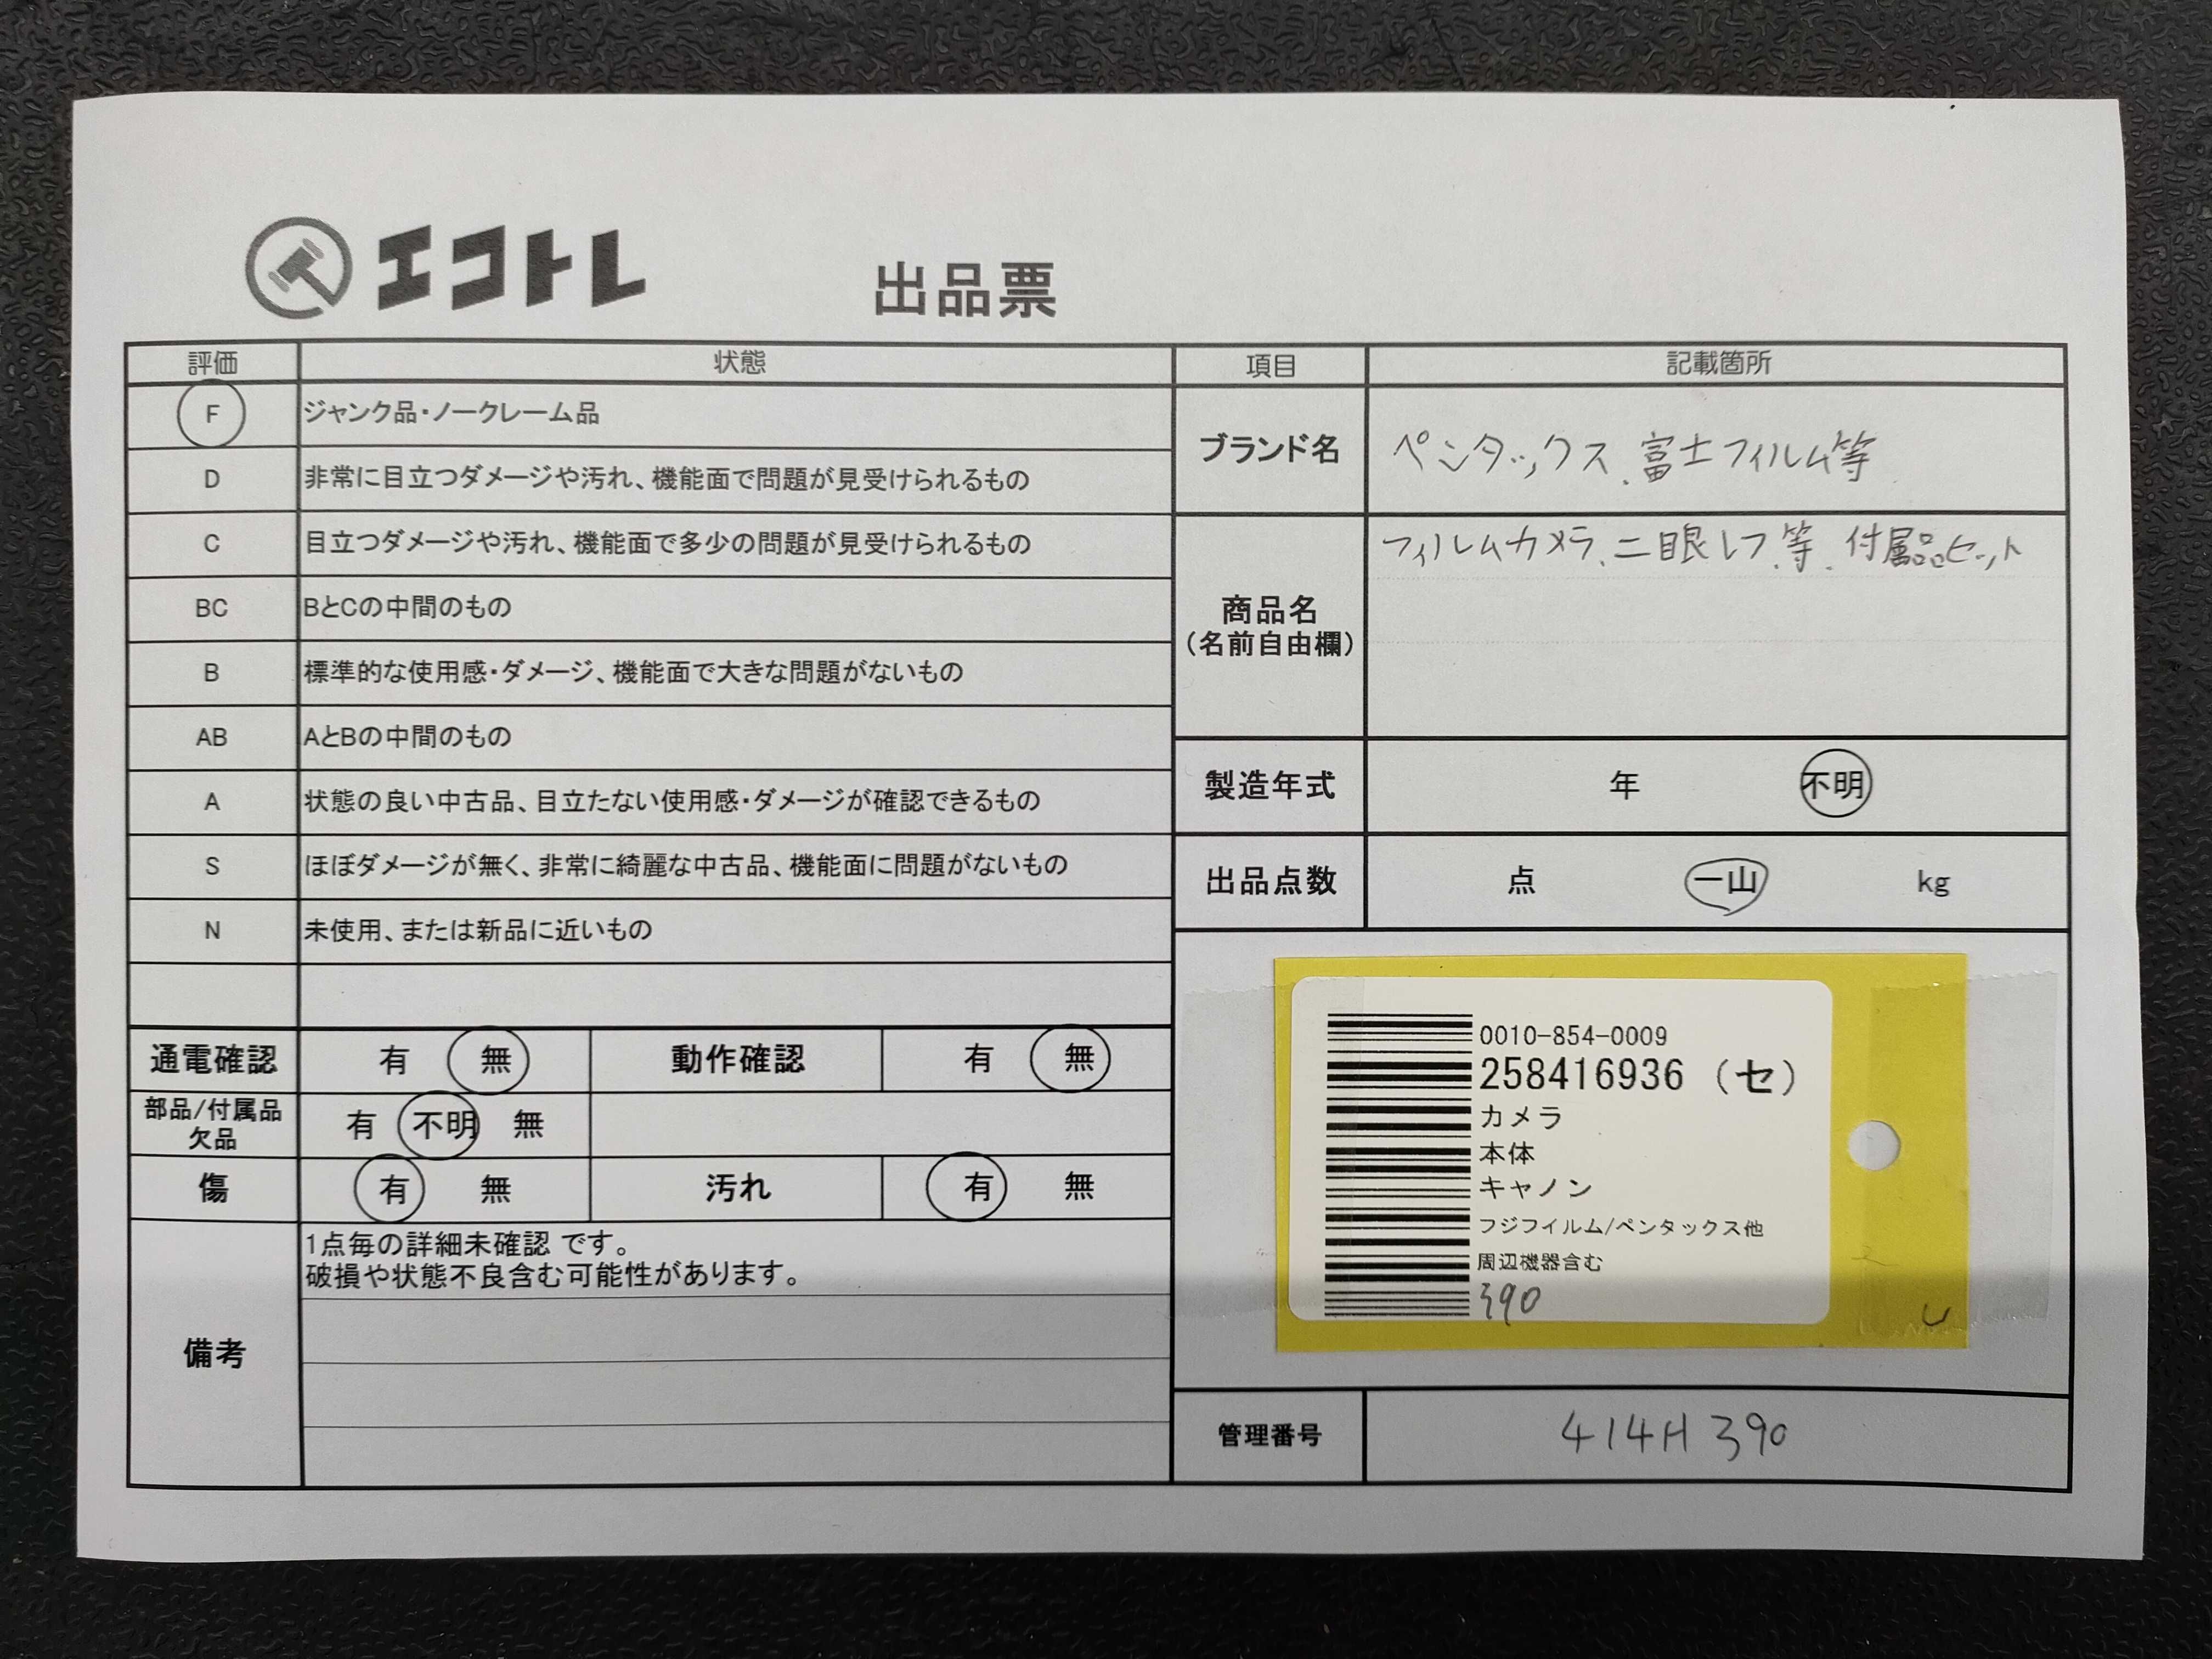 エコトレ
出品票
評価 状態
F ジャンク品・ノークレーム品
D 非常に目立つダメージや汚れ、機能面で問題が見受けられるもの
C 目立つダメージや汚れ、機能面で多少の問題が見受けられるもの
BC BとCの中間のもの
B 標準的な使用感・ダメージ、機能面で大きな問題がないもの
AB AとBの中間のもの
A 状態の良い中古品、目立たない使用感・ダメージが確認できるもの
S ほぼダメージが無く、非常に綺麗な中古品、機能面に問題がないもの
N 未使用、または新品に近いもの
通電確認 有 無 動作確認 有 無
部品/付属品
欠品
有 不明 無
傷 有 無 汚れ 有 無
備考
1点毎の詳細未確認 です。
破損や状態不良含む可能性があります。
項目 記載箇所
ブランド名 ペンタックス、富士フイルム等
商品名
(名前自由欄)
フィルムカメラ、二眼レフ、等、付属品セット
製造年式 年 不明
出品点数 点 一山 kg
0010-854-0009
258416936 (セ)
カメラ
本体
キャノン
フジフイルム/ペンタックス他
周辺機器含む
390
管理番号 414H 390